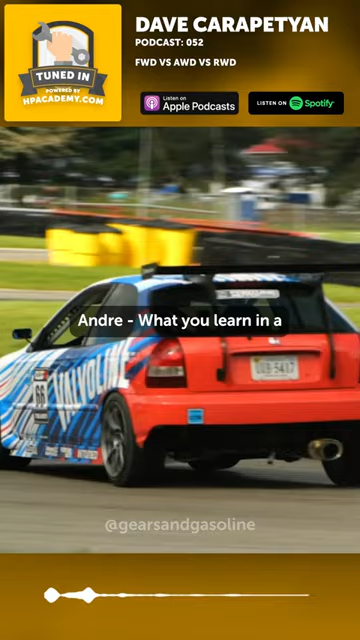 DAVE CARAPETYAN
PODCAST: 052
FWD VS AWD VS RWD
TUNED IN
POWERED BY
HPACADEMY.COM
Listen on
Apple Podcasts
LISTEN ON
Spotify
Andre - What you learn in a
VALVOLINE
@gearsandgasoline